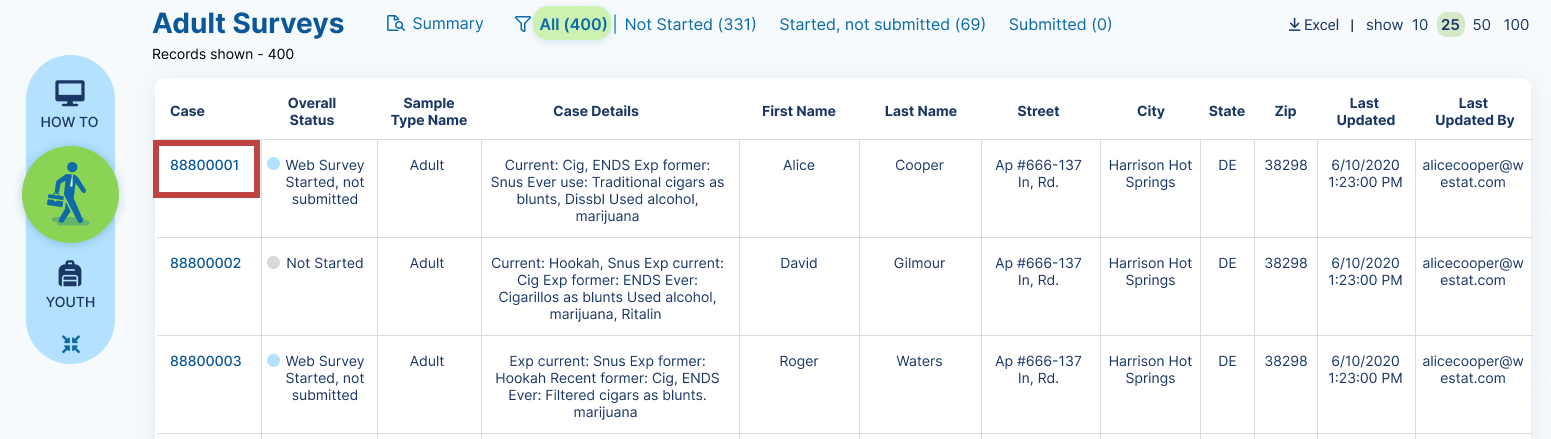 Adult Surveys
Summary
All (400) | Not Started (331) Started, not submitted (69) Submitted (0)
Excel | show 10 25 50 100
Records shown - 400
HOW TO
YOUTH
Case
Overall
Status
Sample
Type Name
Case Details
First Name
Last Name
Street
City
State
Zip
Last
Updated
Last
Updated By
88800001
Web Survey
Started, not
submitted
Adult
Current: Cig, ENDS Exp former:
Snus Ever use: Traditional cigars as
blunts, Dissbl Used alcohol,
marijuana
Alice
Cooper
Ap #666-137
In, Rd.
Harrison Hot
Springs
DE
38298
6/10/2020
1:23:00 PM
alicecooper@w
estat.com
88800002
Not Started
Adult
Current: Hookah, Snus Exp current:
Cig Exp former: ENDS Ever:
Cigarillos as blunts Used alcohol,
marijuana, Ritalin
David
Gilmour
Ap #666-137
In, Rd.
Harrison Hot
Springs
DE
38298
6/10/2020
1:23:00 PM
alicecooper@w
estat.com
88800003
Web Survey
Started, not
submitted
Adult
Exp current: Snus Exp former:
Hookah Recent former: Cig, ENDS
Ever: Filtered cigars as blunts.
marijuana
Roger
Waters
Ap #666-137
In, Rd.
Harrison Hot
Springs
DE
38298
6/10/2020
1:23:00 PM
alicecooper@w
estat.com